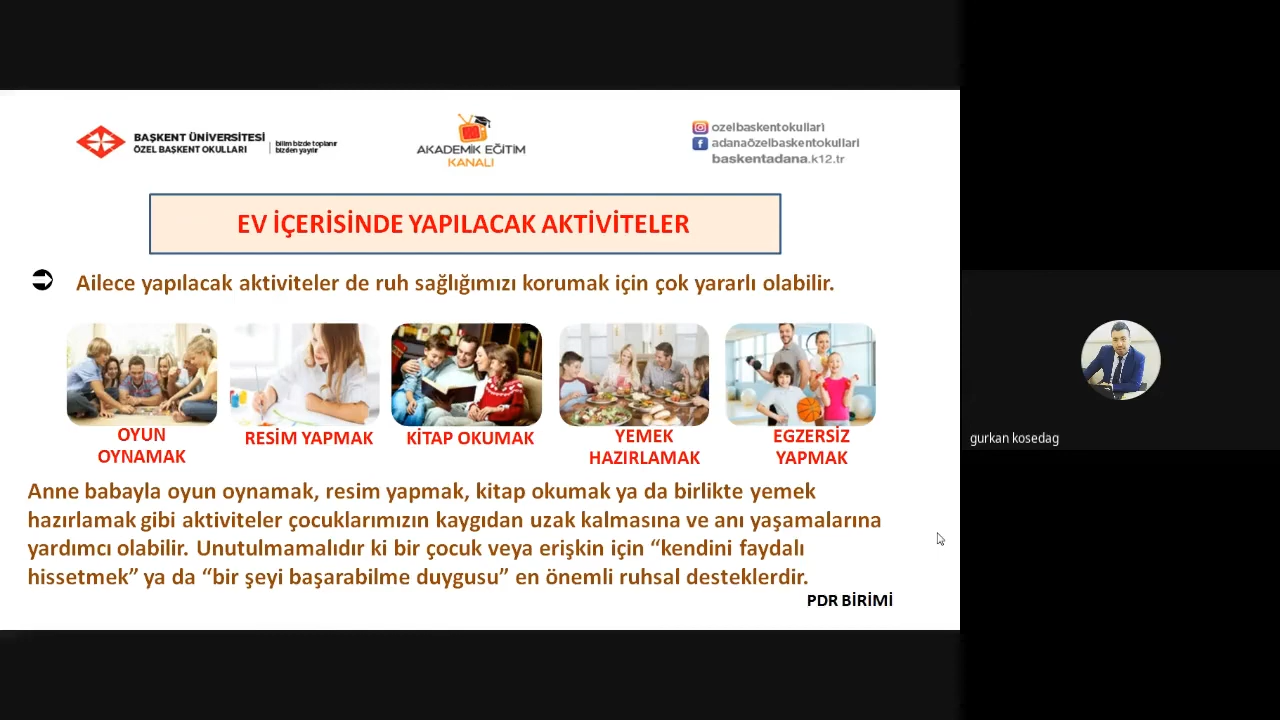 BAŞKENT ÜNİVERSİTESİ
ÖZEL BAŞKENT OKULLARI
bilim bizde toplanır
bizden yayılır
AKADEMİK EĞİTİM
KANALI
ozelbaskentokullari
adanaözelbaskentokullari
baskentadana.k12.tr
EV İÇERİSİNDE YAPILACAK AKTİVİTELER
Ailece yapılacak aktiviteler de ruh sağlığımızı korumak için çok yararlı olabilir.
OYUN
OYNAMAK
RESİM YAPMAK
KİTAP OKUMAK
YEMEK
HAZIRLAMAK
EGZERSİZ
YAPMAK
Anne babayla oyun oynamak, resim yapmak, kitap okumak ya da birlikte yemek
hazırlamak gibi aktiviteler çocuklarımızın kaygıdan uzak kalmasına ve anı yaşamalarına
yardımcı olabilir. Unutulmamalıdır ki bir çocuk veya erişkin için “kendini faydalı
hissetmek” ya da “bir şeyi başarabilme duygusu” en önemli ruhsal desteklerdir.
PDR BİRİMİ
gurkan kosedag